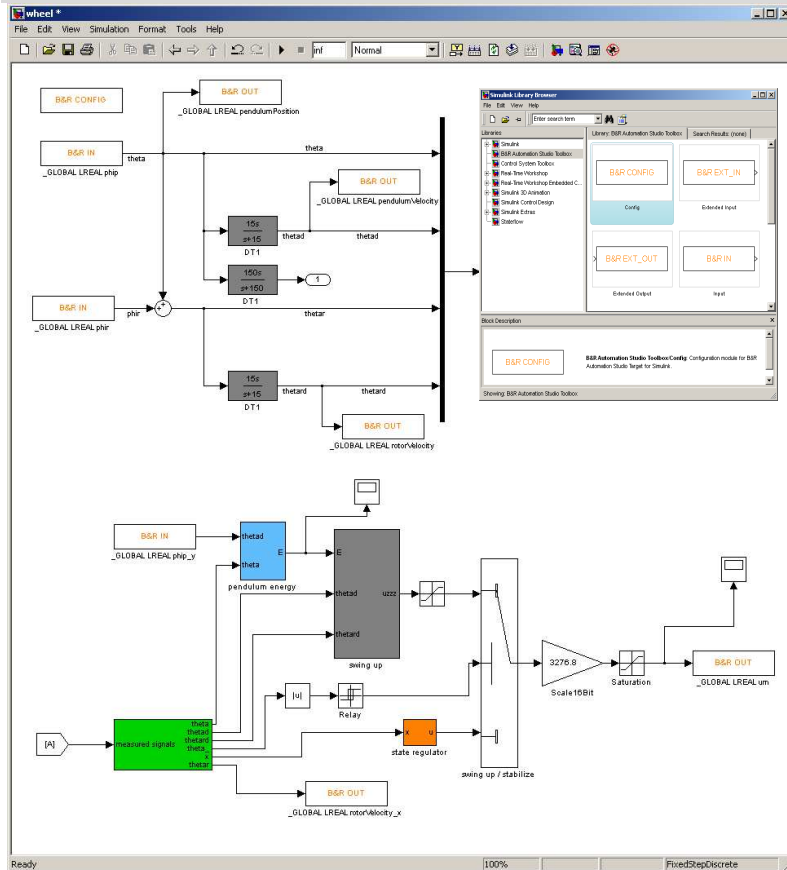 wheel *
File Edit View Simulation Format Tools Help
inf Normal
B&R CONFIG
B&R OUT
_GLOBAL LREAL pendulumPosition
B&R IN
theta
_GLOBAL LREAL phip
theta
B&R OUT
_GLOBAL LREAL pendulumVelocity
15s
s+15
DT1
thetad
thetad
150s
s+150
DT1
1
B&R IN
_GLOBAL LREAL phir
phir
+
+
thetar
15s
s+15
DT1
thetard
thetard
B&R OUT
_GLOBAL LREAL rotorVelocity
Simulink Library Browser
File Edit View Help
Enter search term
Libraries
Library: B&R Automation Studio Toolbox
Search Results: (none)
Simulink
B&R Automation Studio Toolbox
Control System Toolbox
Real-Time Workshop
Real-Time Workshop Embedded C...
Simulink 3D Animation
Simulink Control Design
Simulink Extras
Stateflow
B&R CONFIG
Config
B&R EXT_IN
Extended Input
B&R EXT_OUT
Extended Output
B&R IN
Input
Block Description
B&R CONFIG
B&R Automation Studio Toolbox/Config: Configuration module for B&R
Automation Studio Target for Simulink.
Showing: B&R Automation Studio Toolbox
B&R IN
_GLOBAL LREAL phip_y
thetad
theta
E
pendulum energy
E
thetad
thetard
uzzz
swing up
|u|
Relay
x u
state regulator
swing up / stabilize
3276.8
Scale16Bit
Saturation
B&R OUT
_GLOBAL LREAL um
[A]
measured signals
theta
thetad
thetard
theta_
x
thetar
B&R OUT
_GLOBAL LREAL rotorVelocity_x
Ready
100%
FixedStepDiscrete